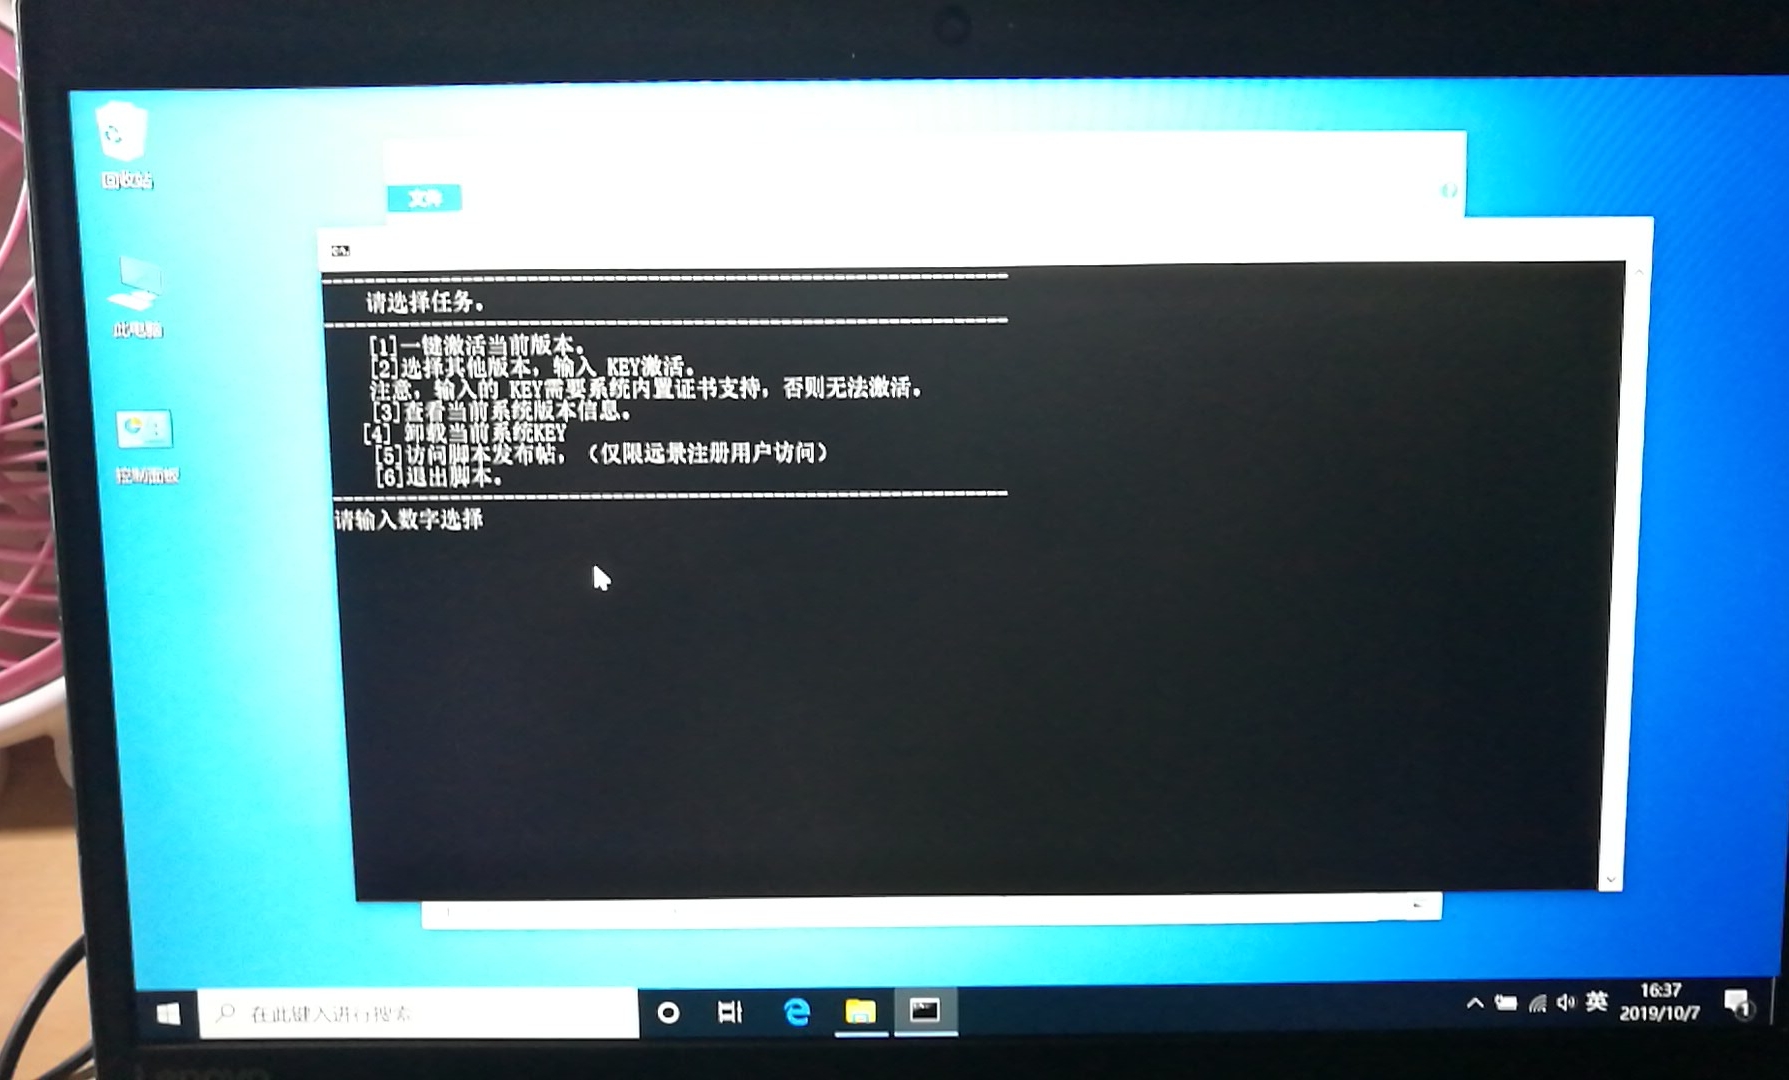 回收站
此电脑
控制面板
文件
请选择任务。
[1]一键激活当前版本。
[2]选择其他版本，输入 KEY激活。
注意，输入的 KEY需要系统内置证书支持，否则无法激活。
[3]查看当前系统版本信息。
[4] 卸载当前系统KEY
[5]访问脚本发布帖，（仅限远景注册用户访问）
[6]退出脚本。
请输入数字选择
在此键入进行搜索
英
16:37
2019/10/7
1
Lenovo